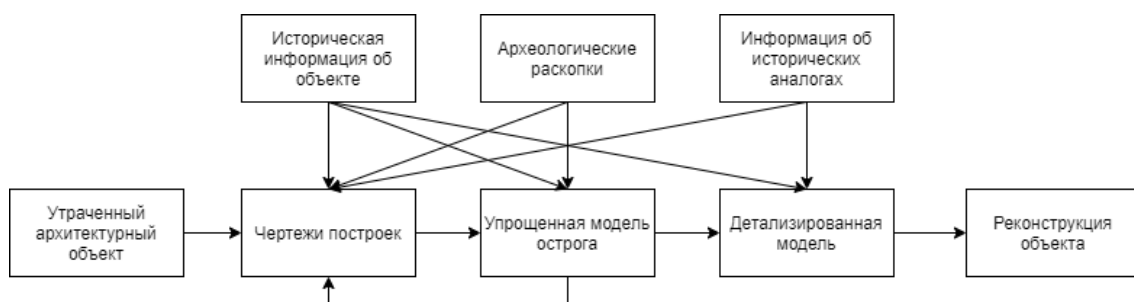 Историческая
информация об
объекте
Археологические
раскопки
Информация об
исторических
аналогах
Утраченный
архитектурный
объект
Чертежи построек
Упрощенная модель
острога
Детализированная
модель
Реконструкция
объекта